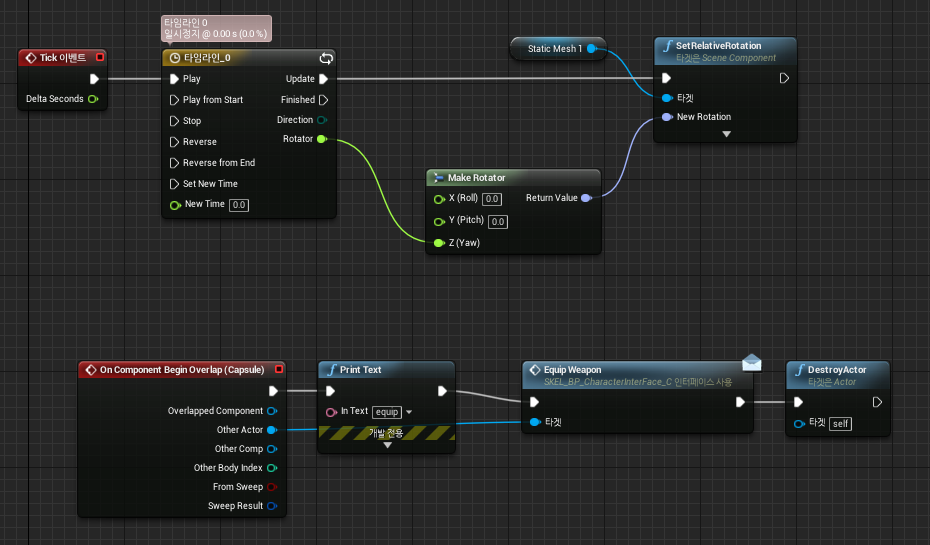 타임라인 0
일시정지 @ 0.00 s (0.0 %)
Tick 이벤트
Delta Seconds
타임라인_0
Play
Update
Play from Start
Finished
Stop
Direction
Reverse
Rotator
Reverse from End
Set New Time
New Time 0.0
Static Mesh 1
SetRelativeRotation
타겟은 Scene Component
타겟
New Rotation
Make Rotator
X (Roll) 0.0
Return Value
Y (Pitch) 0.0
Z (Yaw)
On Component Begin Overlap (Capsule)
Overlapped Component
Other Actor
Other Comp
Other Body Index
From Sweep
Sweep Result
Print Text
In Text equip
개발 전용
Equip Weapon
SKEL_BP_CharacterInterFace_C 인터페이스 사용
타겟
DestroyActor
타겟은 Actor
타겟 self